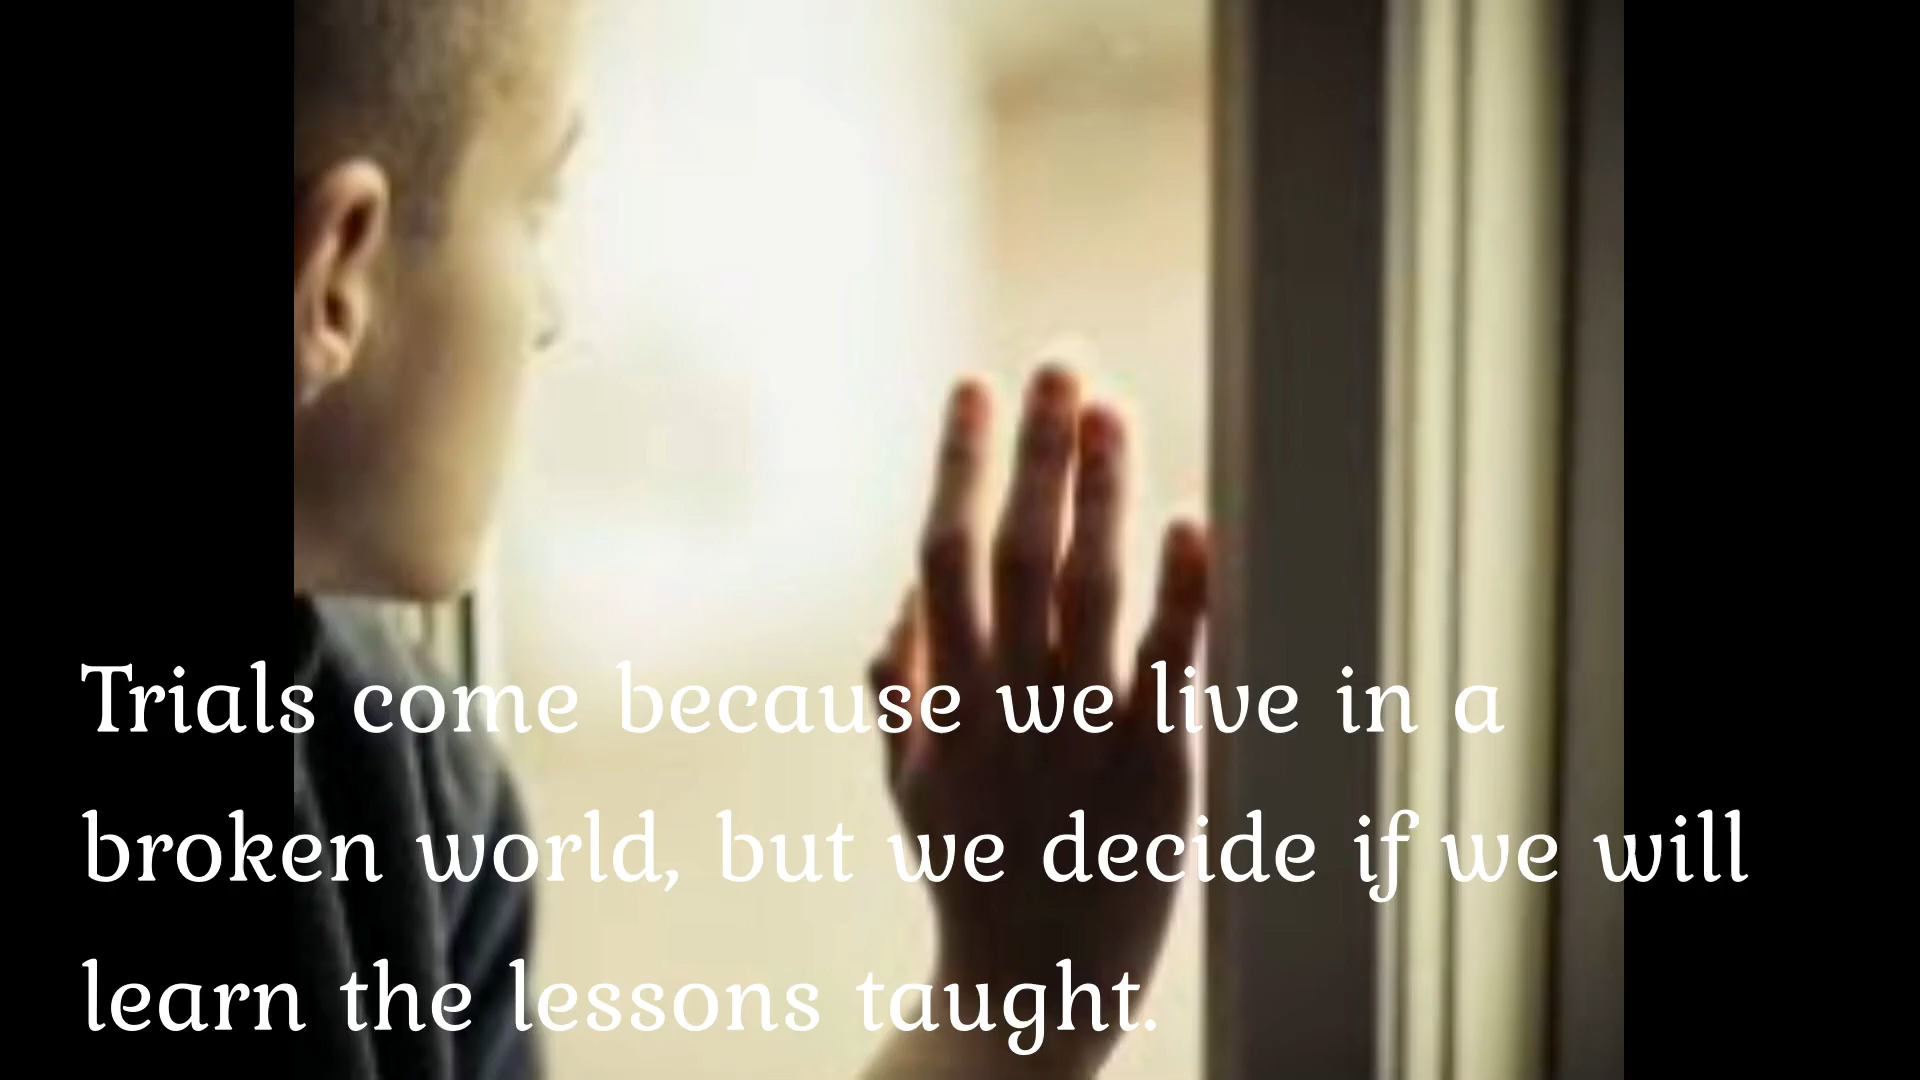 Trials come because we live in a
broken world, but we decide if we will
learn the lessons taught.